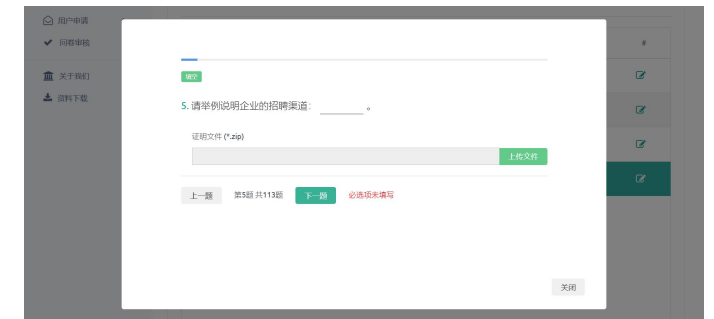 用户申请
问卷审核
关于我们
资料下载
#
填空
5. 请举例说明企业的招聘渠道： ______ 。
证明文件 (*.zip)
上传文件
上一题 第5题 共113题 下一题 必选项未填写
关闭